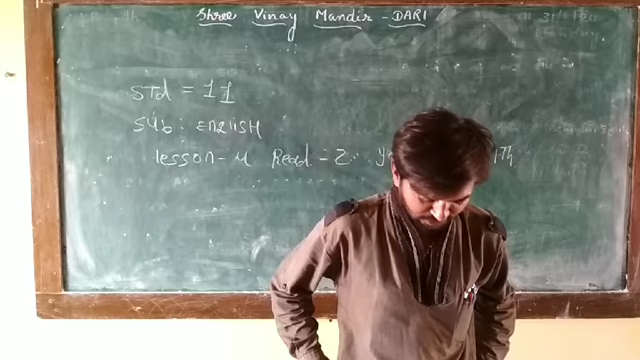 Shree Vinay Mandir - DARI
Std = 11
Sub : ENGLISH
lesson - 4 Read - 2